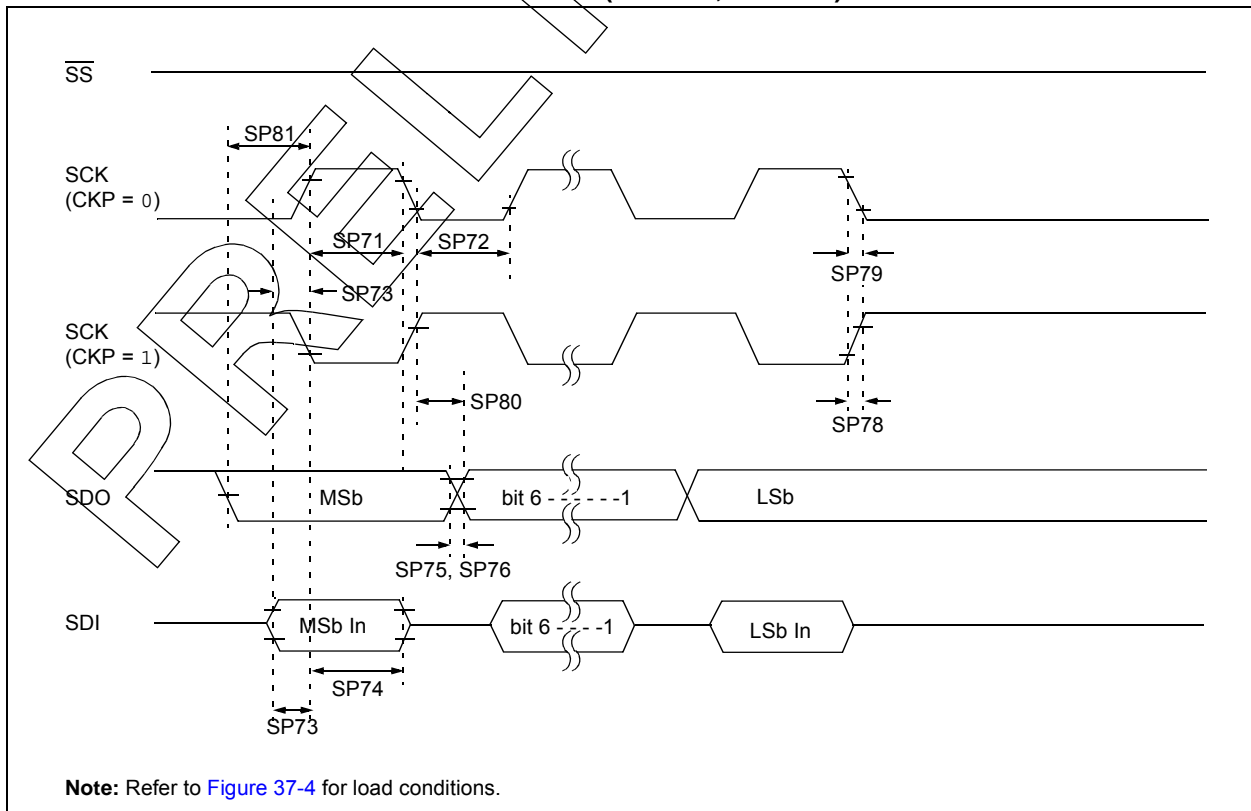 SS
SP81
SCK
(CKP = 0)
SP71
SP72
SP79
SP73
SCK
(CKP = 1)
SP80
SP78
SDO
MSb
bit 6 - - - - - -1
LSb
SP75, SP76
SDI
MSb In
bit 6 - - - -1
LSb In
SP74
SP73
Note: Refer to Figure 37-4 for load conditions.